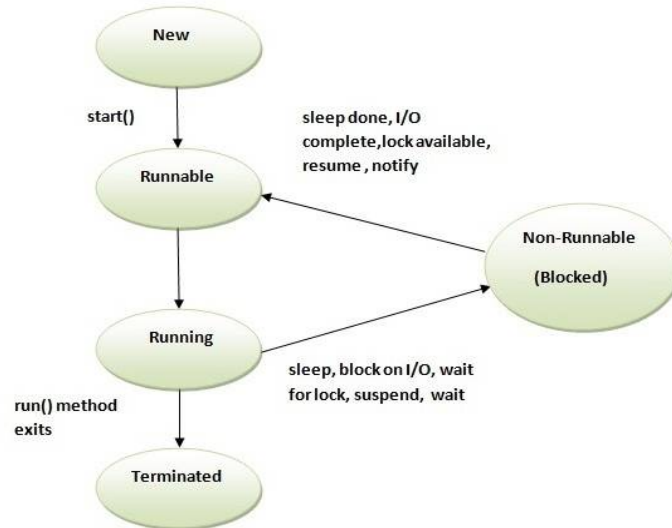 New
start()
sleep done, I/O
complete,lock available,
resume , notify
Runnable
Non-Runnable
(Blocked)
Running
sleep, block on I/O, wait
for lock, suspend,  wait
run() method
exits
Terminated